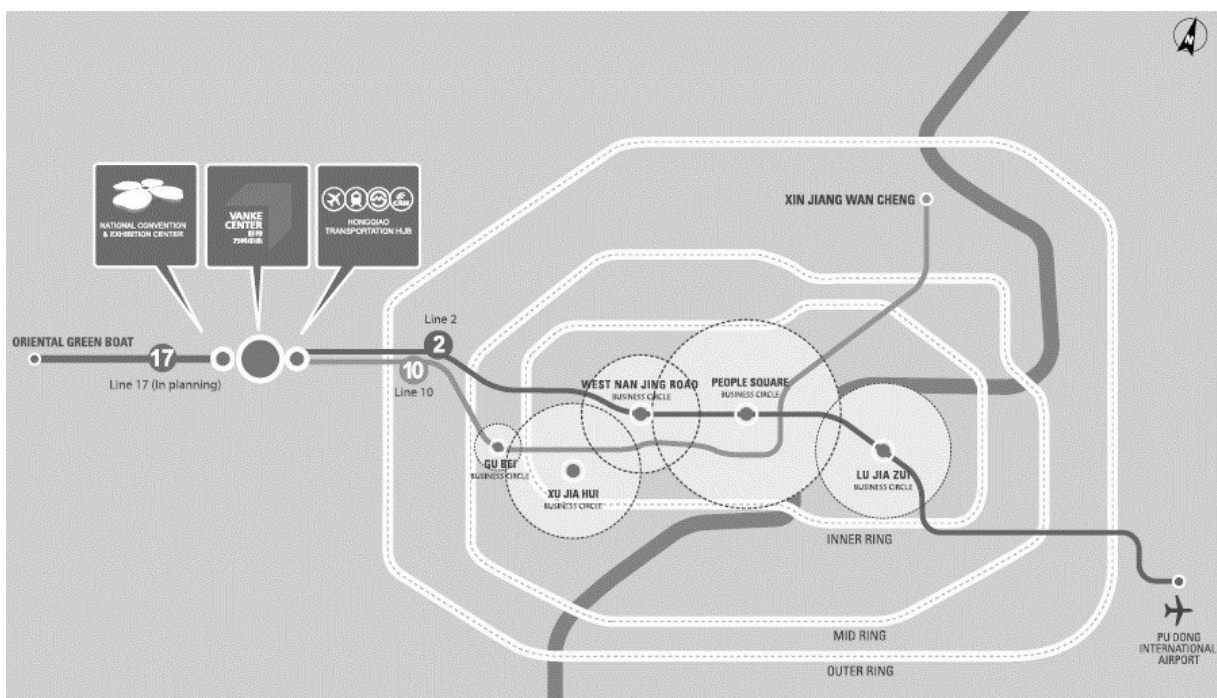 N
NATIONAL CONVENTION
& EXHIBITION CENTER
VANKE
CENTER
HONGQIAO
TRANSPORTATION HUB
XIN JIANG WAN CHENG
ORIENTAL GREEN BOAT
17
Line 17 (In planning)
Line 2
2
10
Line 10
WEST NAN JING ROAD
BUSINESS CIRCLE
PEOPLE SQUARE
BUSINESS CIRCLE
GU BEI
BUSINESS CIRCLE
XU JIA HUI
BUSINESS CIRCLE
LU JIA ZUI
BUSINESS CIRCLE
INNER RING
MID RING
OUTER RING
PU DONG
INTERNATIONAL
AIRPORT